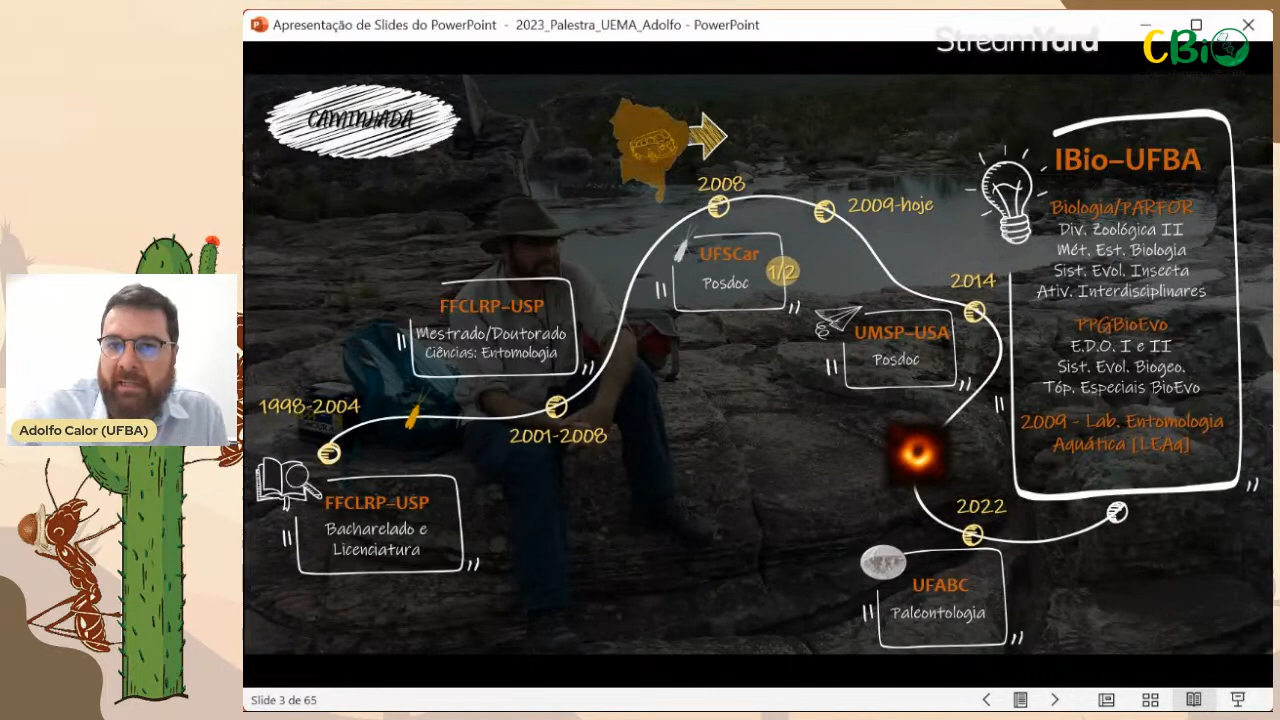 Apresentação de Slides do PowerPoint - 2023_Palestra_UEMA_Adolfo - PowerPoint
StreamYard
CBiO
CAMINHADA
2008
2009-hoje
UFSCar
Posdoc
1/2
FFCLRP-USP
Mestrado/Doutorado
Ciências: Entomologia
2014
UMSP-USA
Posdoc
1998-2004
2001-2008
FFCLRP-USP
Bacharelado e
Licenciatura
2022
UFABC
Paleontologia
IBio-UFBA
Biologia/PARFOR
Div. Zoológica II
Mét. Est. Biologia
Sist. Evol. Insecta
Ativ. Interdisciplinares
PPGBioEvo
E.D.O. I e II
Sist. Evol. Biogeo.
Tóp. Especiais BioEvo
2009 - Lab. Entomologia
Aquática [LEAq]
Adolfo Calor (UFBA)
Slide 3 de 65